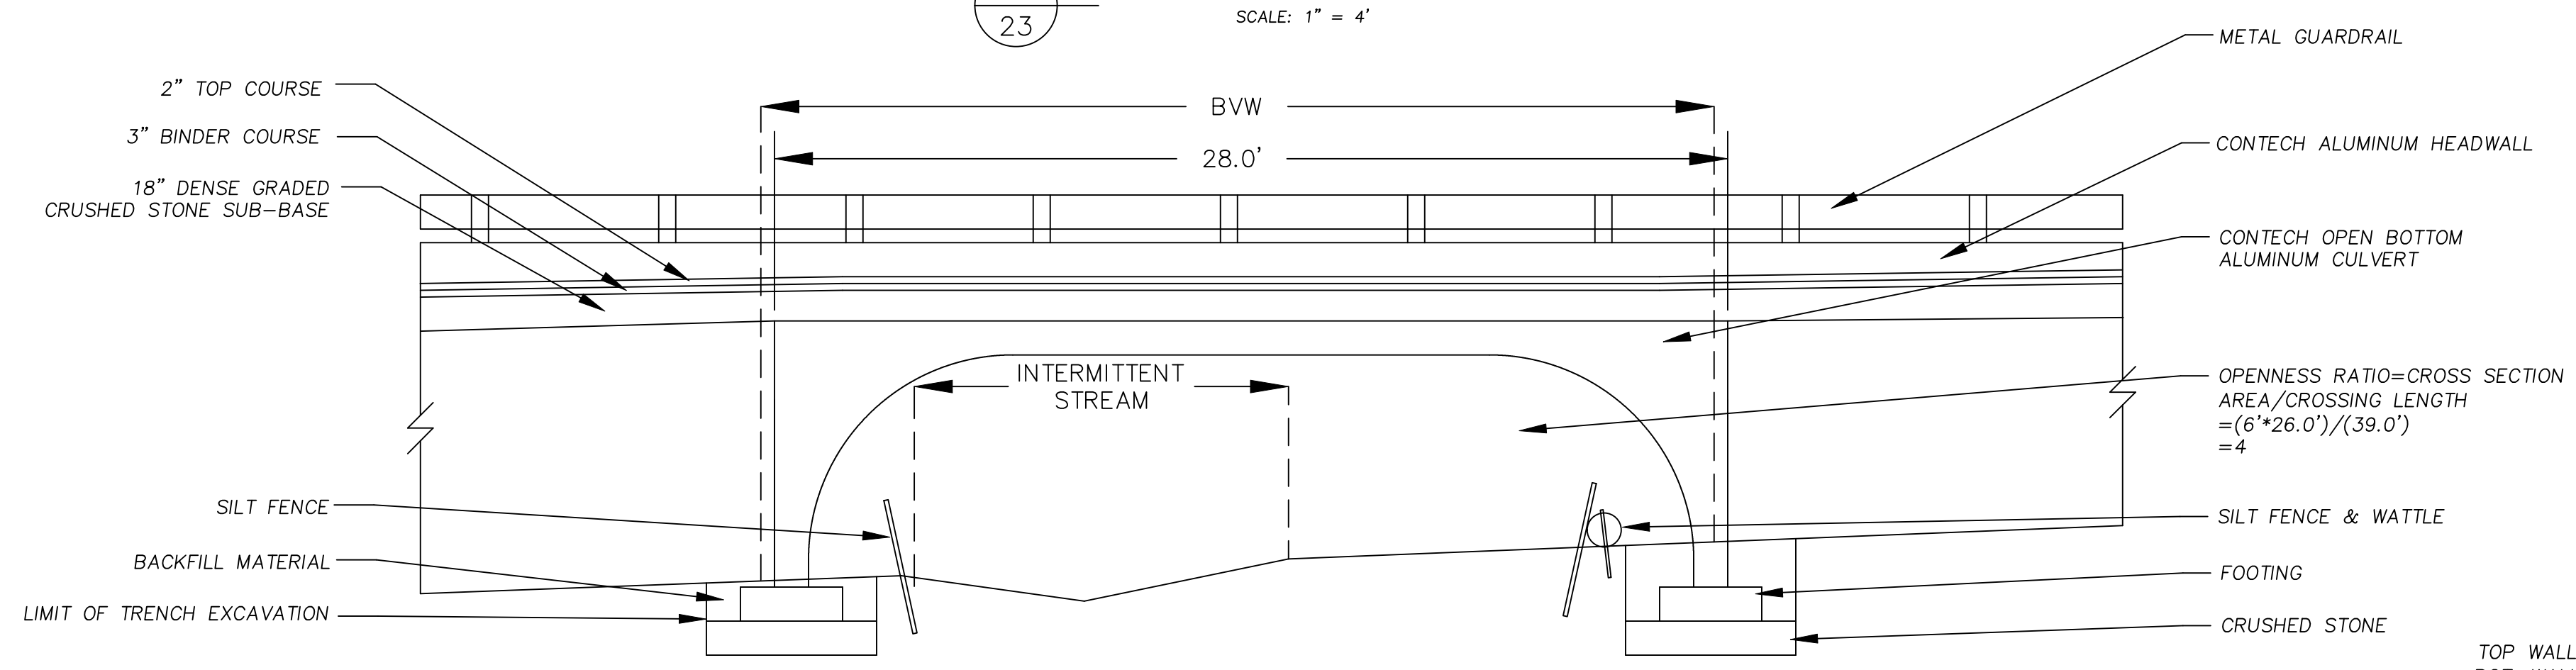 23
SCALE: 1" = 4'
2" TOP COURSE
3" BINDER COURSE
18" DENSE GRADED
CRUSHED STONE SUB-BASE
SILT FENCE
BACKFILL MATERIAL
LIMIT OF TRENCH EXCAVATION
BVW
28.0'
INTERMITTENT
STREAM
METAL GUARDRAIL
CONTECH ALUMINUM HEADWALL
CONTECH OPEN BOTTOM
ALUMINUM CULVERT
OPENNESS RATIO=CROSS SECTION
AREA/CROSSING LENGTH
=(6'*26.0')/(39.0')
=4
SILT FENCE & WATTLE
FOOTING
CRUSHED STONE
TOP WALL